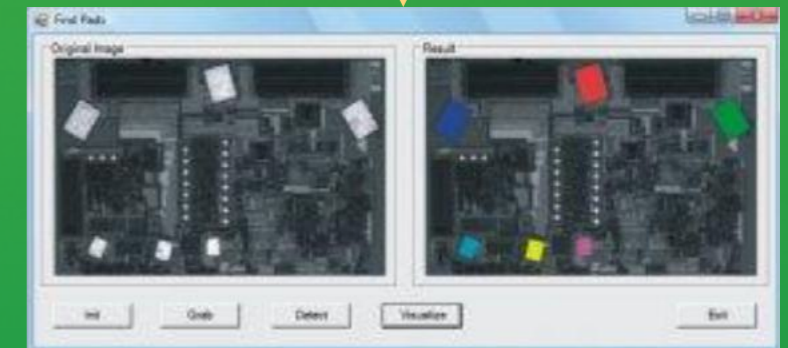 Find Pads
Original Image
Result
Init
Grab
Detect
Visualize
Exit